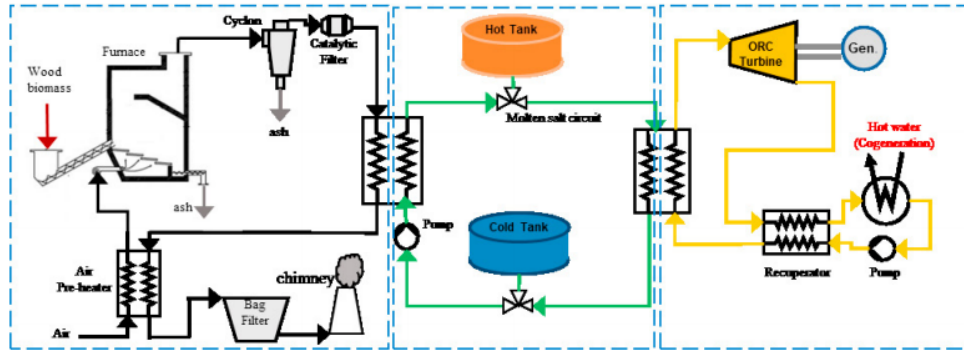 Cyclon
Catalytic
Filter
Furnace
Wood
biomass
ash
ash
Air
Pre-heater
Air
Bag
Filter
chimney
Hot Tank
Molten salt circuit
Pump
Cold Tank
ORC
Turbine
Gen.
Hot water
(Cogeneration)
Recuperator
Pump